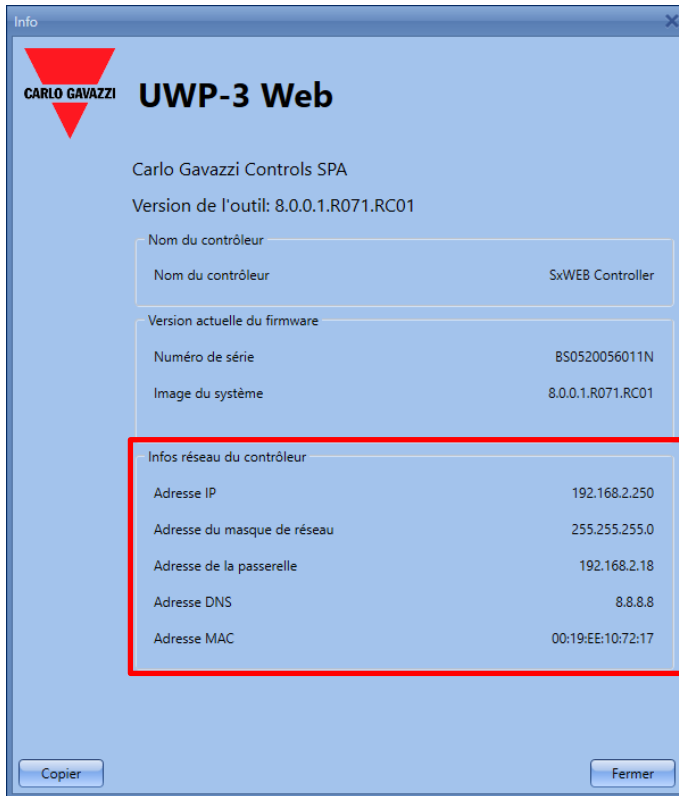 Info
CARLO GAVAZZI
UWP-3 Web
Carlo Gavazzi Controls SPA
Version de l'outil: 8.0.0.1.R071.RC01
Nom du contrôleur
Nom du contrôleur SxWEB Controller
Version actuelle du firmware
Numéro de série BS0520056011N
Image du système 8.0.0.1.R071.RC01
Infos réseau du contrôleur
Adresse IP 192.168.2.250
Adresse du masque de réseau 255.255.255.0
Adresse de la passerelle 192.168.2.18
Adresse DNS 8.8.8.8
Adresse MAC 00:19:EE:10:72:17
Copier Fermer